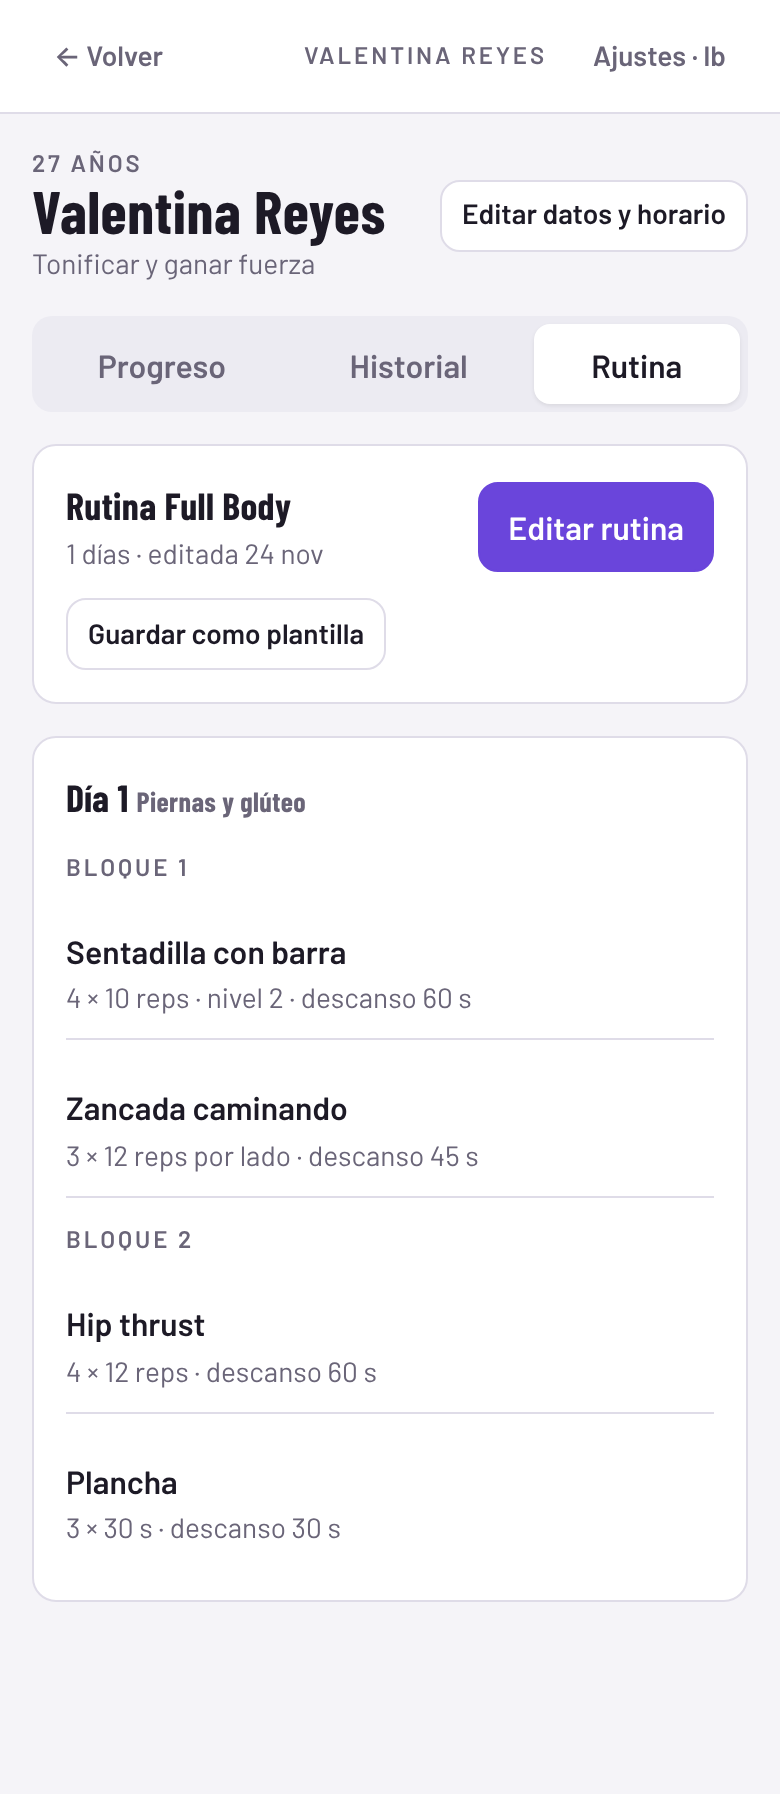 ← Volver
VALENTINA REYES
Ajustes · lb
27 AÑOS
Valentina Reyes
Tonificar y ganar fuerza
Editar datos y horario
Progreso
Historial
Rutina
Rutina Full Body
1 días · editada 24 nov
Editar rutina
Guardar como plantilla
Día 1 Piernas y glúteo
BLOQUE 1
Sentadilla con barra
4 × 10 reps · nivel 2 · descanso 60 s
Zancada caminando
3 × 12 reps por lado · descanso 45 s
BLOQUE 2
Hip thrust
4 × 12 reps · descanso 60 s
Plancha
3 × 30 s · descanso 30 s